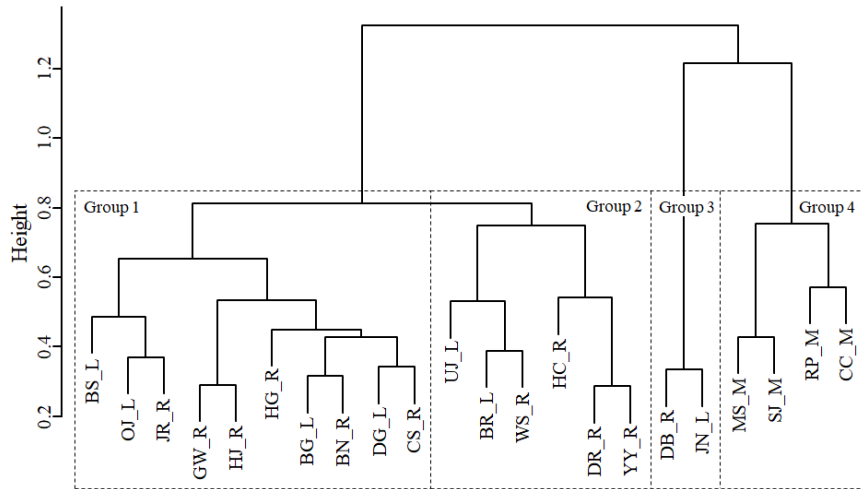 Height
1.2
1.0
0.8
0.6
0.4
0.2
Group 1
Group 2
Group 3
Group 4
BS_L
OJ_L
JR_R
GW_R
HJ_R
HG_R
BG_L
BN_R
DG_L
CS_R
UJ_L
BR_L
WS_R
HC_R
DR_R
YY_R
DB_R
JN_L
MS_M
SJ_M
RP_M
CC_M